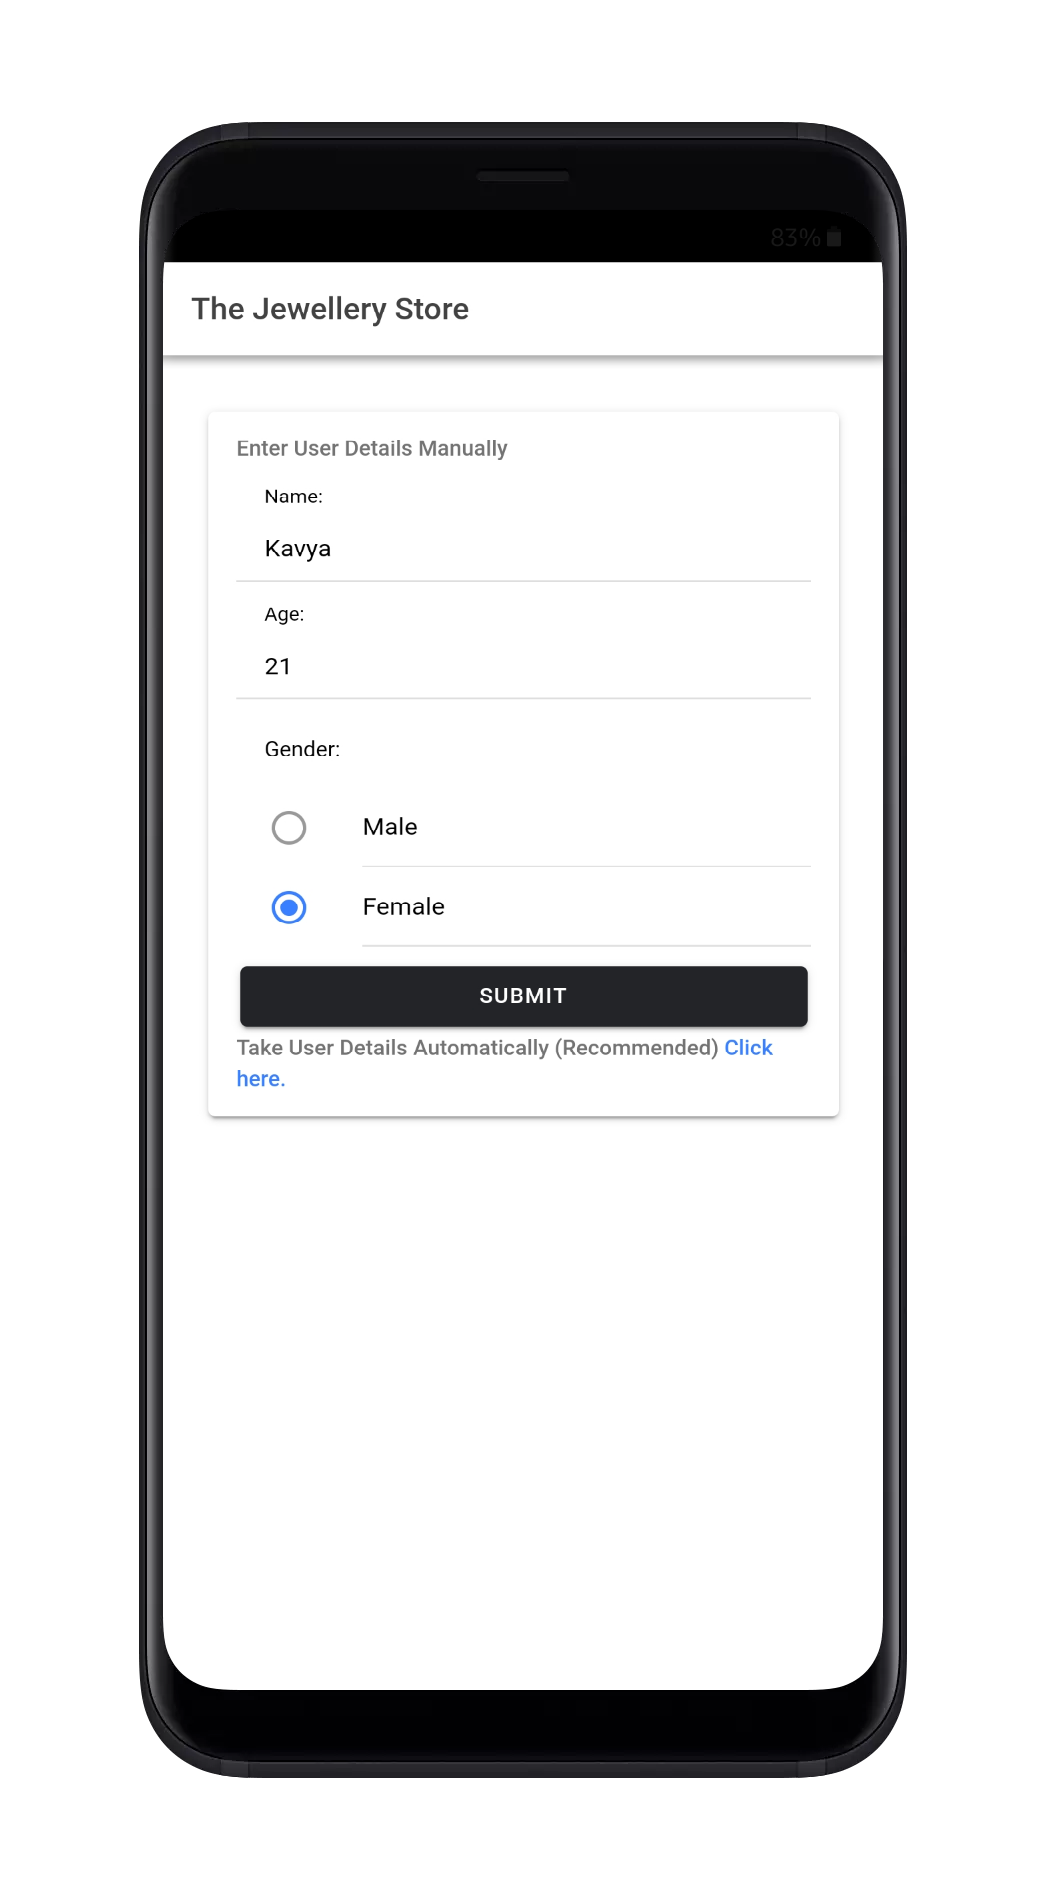 83%
The Jewellery Store
Enter User Details Manually
Name:
Kavya
Age:
21
Gender:
Male
Female
SUBMIT
Take User Details Automatically (Recommended) Click
here.